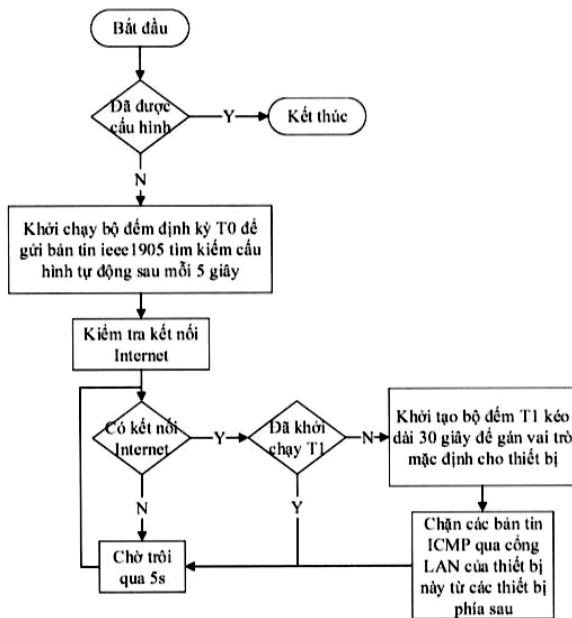 Bắt đầu
Đã được
cấu hình
Y
Kết thúc
N
Khởi chạy bộ đếm định kỳ T0 để
gửi bản tin ieee1905 tìm kiếm cấu
hình tự động sau mỗi 5 giây
Kiểm tra kết nối
Internet
Có kết nối
Internet
Y
Đã khởi
chạy T1
N
Khởi tạo bộ đếm T1 kéo
dài 30 giây để gán vai trò
mặc định cho thiết bị
N
Y
Chờ trôi
qua 5s
Chặn các bản tin
ICMP qua cổng
LAN của thiết bị
này từ các thiết bị
phía sau